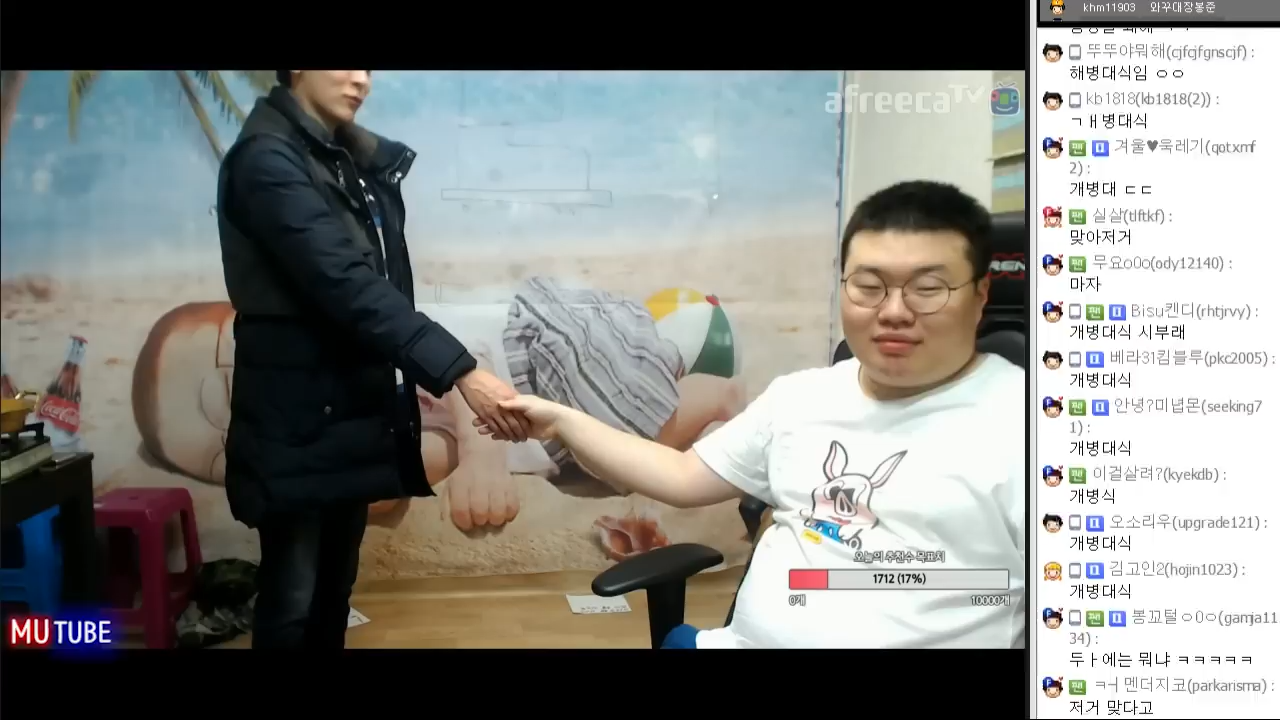 afreecaTV
Coca-Cola
오늘의 추천수 목표치
1712 (17%)
0개
10000개
MUTUBE
khm11903 와꾸대장봉준
뚜뚜야뭐해(cjfcjfgnscjf) :
해병대식임 ㅇㅇ
kb1818(kb1818(2)) :
ㄱㅐ병대식
겨울♥묵레기(qotxmf
2) :
개병대 ㄷㄷ
실살(tlftkf) :
맞아저거
무요o0o(ody12140) :
마자
Bisu켄디(rhtjrvy) :
개병대식 시부래
베라31킴블루(pkc2005) :
개병대식
안녕?미녑몬(seeking7
1) :
개병대식
이걸살려?(kyekdb) :
개병식
오소리우(upgrade121) :
개병대식
김고인2(hojin1023) :
개병대식
봉꼬털ㅇ0ㅇ(gamja11
34) :
두ㅏ에는 뭐냐 ㅋㅋㅋㅋㅋ
ㅋㅓ멘더지코(parkarisma) :
저거 맞다고